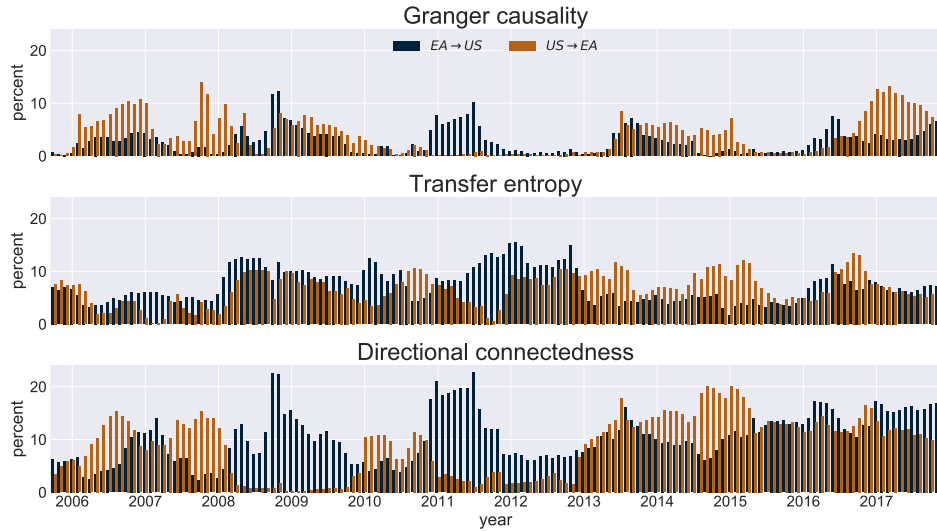 Granger causality
EA → US US → EA
percent
20
10
0
Transfer entropy
percent
20
10
0
Directional connectedness
percent
20
10
0
2006 2007 2008 2009 2010 2011 2012 2013 2014 2015 2016 2017
year